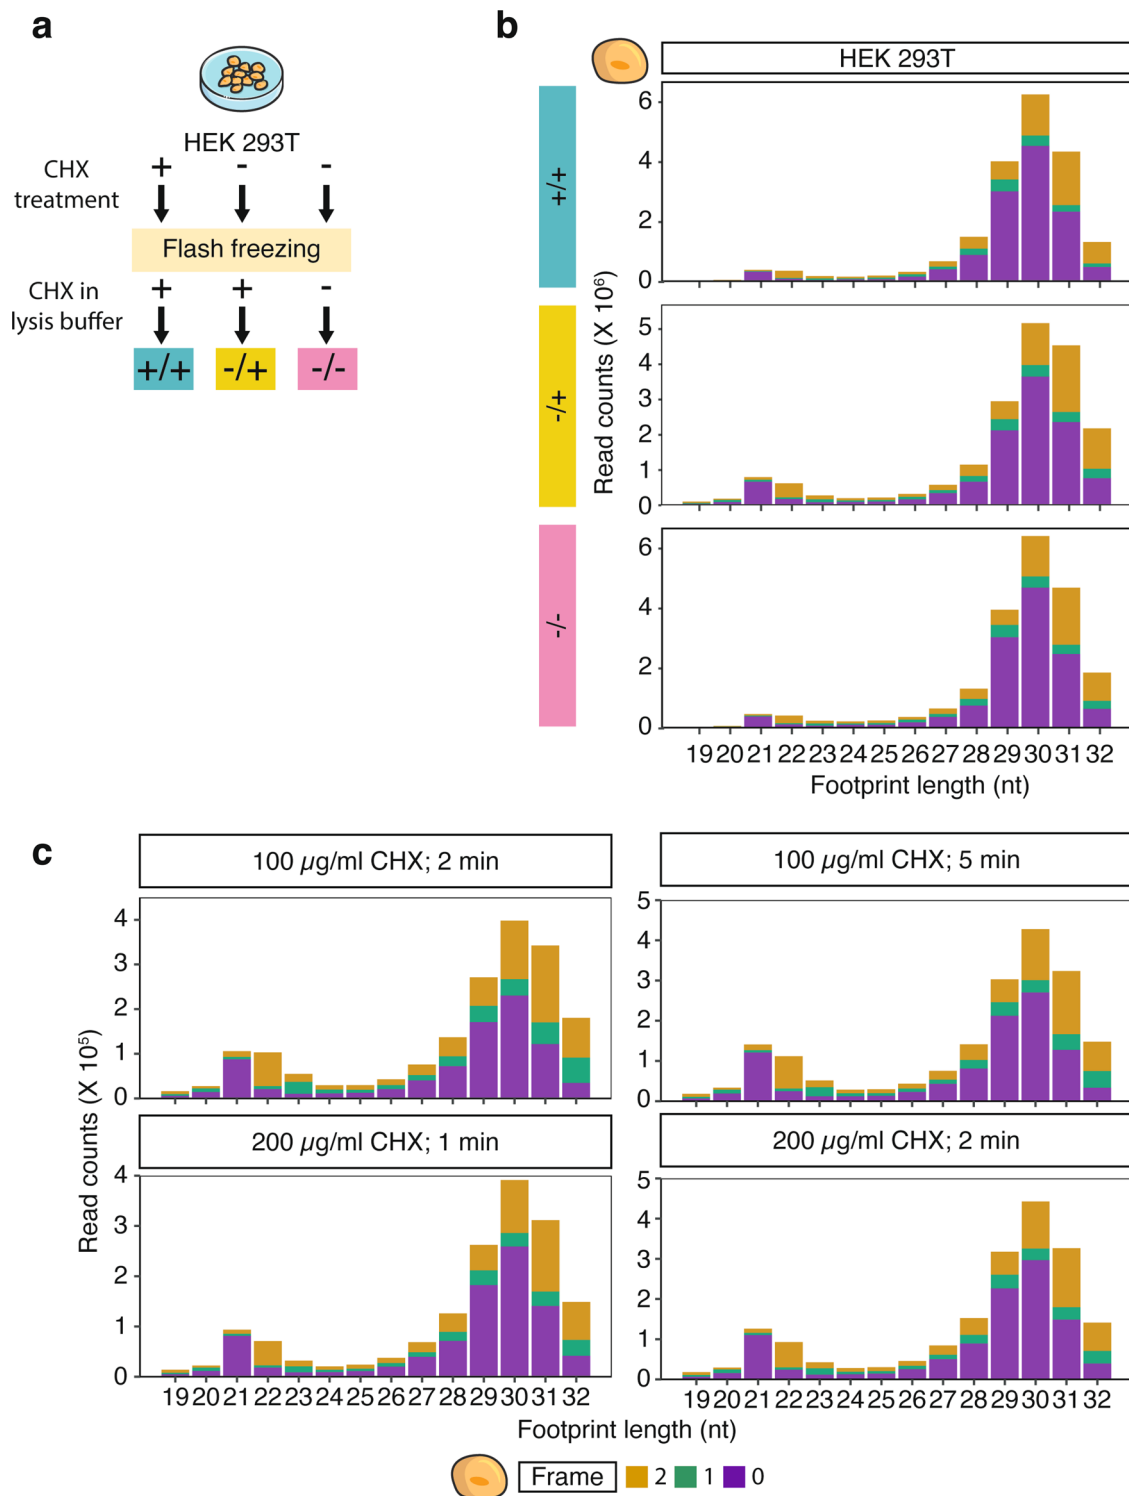 a
HEK 293T
CHX
treatment
+ - -
Flash freezing
CHX in
lysis buffer
+ + -
+/+ -/+ -/-
b
HEK 293T
+/+
-/+
-/-
Read counts (X 10⁶)
6
4
2
0
5
4
3
2
1
0
6
4
2
0
19 20 21 22 23 24 25 26 27 28 29 30 31 32
Footprint length (nt)
c
100 µg/ml CHX; 2 min
100 µg/ml CHX; 5 min
Read counts (X 10⁵)
4
3
2
1
0
5
4
3
2
1
0
200 µg/ml CHX; 1 min
200 µg/ml CHX; 2 min
4
3
2
1
0
5
4
3
2
1
0
19 20 21 22 23 24 25 26 27 28 29 30 31 32
19 20 21 22 23 24 25 26 27 28 29 30 31 32
Footprint length (nt)
Frame 2 1 0